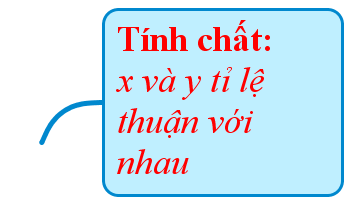 Tính chất:
x và y tỉ lệ
thuận với
nhau